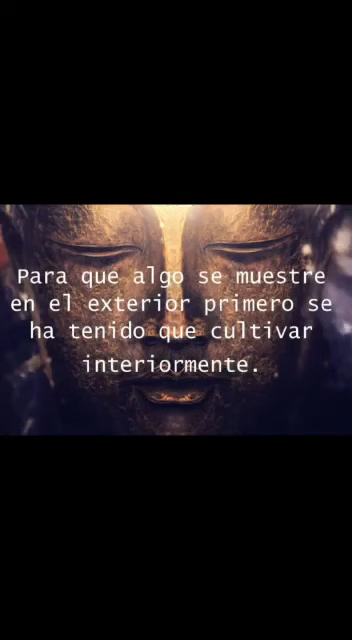 Para que algo se muestre
en el exterior primero se
ha tenido que cultivar
interiormente.